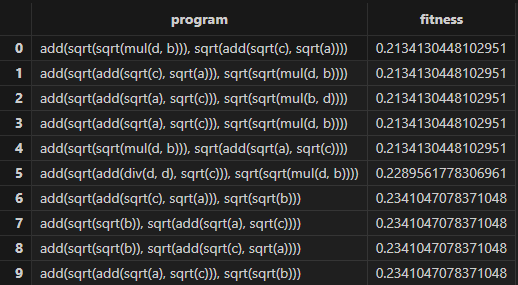 program fitness
0 add(sqrt(sqrt(mul(d, b))), sqrt(add(sqrt(c), sqrt(a)))) 0.2134130448102951
1 add(sqrt(add(sqrt(c), sqrt(a))), sqrt(sqrt(mul(d, b)))) 0.2134130448102951
2 add(sqrt(add(sqrt(a), sqrt(c))), sqrt(sqrt(mul(b, d)))) 0.2134130448102951
3 add(sqrt(add(sqrt(a), sqrt(c))), sqrt(sqrt(mul(d, b)))) 0.2134130448102951
4 add(sqrt(sqrt(mul(d, b))), sqrt(add(sqrt(a), sqrt(c)))) 0.2134130448102951
5 add(sqrt(add(div(d, d), sqrt(c))), sqrt(sqrt(mul(d, b)))) 0.2289561778306961
6 add(sqrt(add(sqrt(c), sqrt(a))), sqrt(sqrt(b))) 0.2341047078371048
7 add(sqrt(sqrt(b)), sqrt(add(sqrt(a), sqrt(c)))) 0.2341047078371048
8 add(sqrt(sqrt(b)), sqrt(add(sqrt(c), sqrt(a)))) 0.2341047078371048
9 add(sqrt(add(sqrt(a), sqrt(c))), sqrt(sqrt(b))) 0.2341047078371048